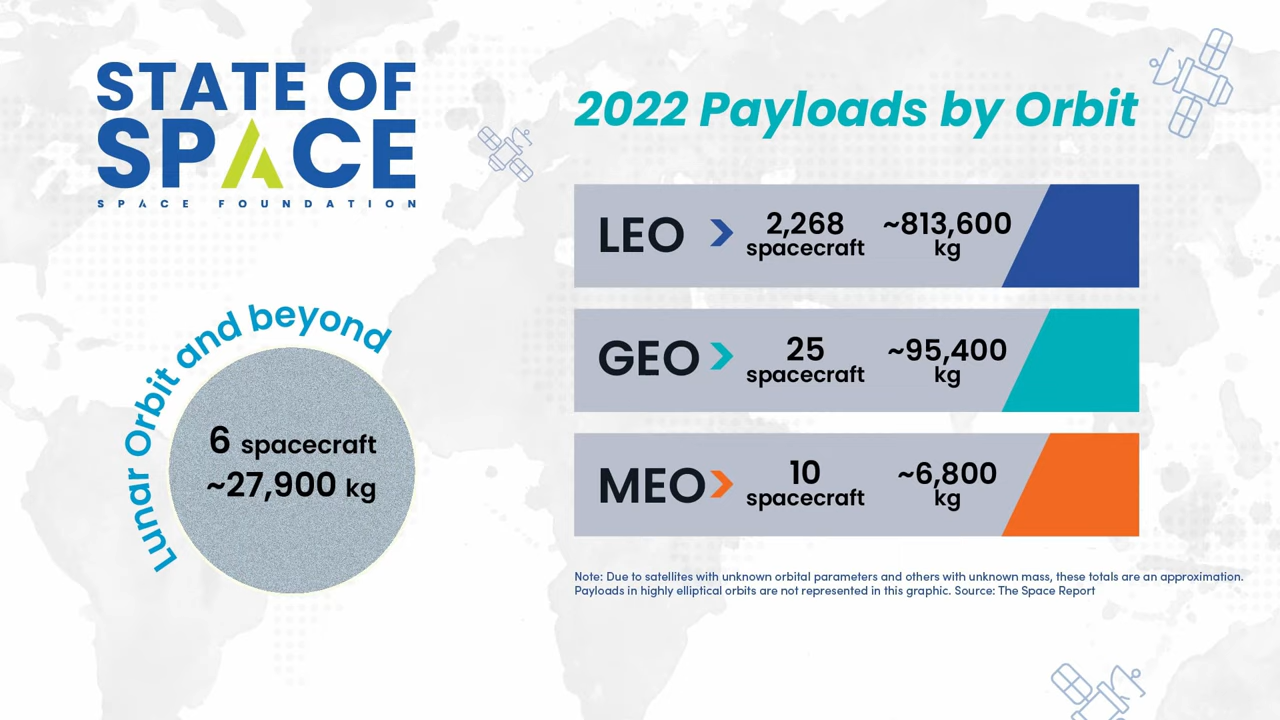 STATE OF
SPACE
SPACE FOUNDATION
Lunar Orbit and beyond
6 spacecraft
~27,900 kg
2022 Payloads by Orbit
LEO > 2,268 spacecraft ~813,600 kg
GEO > 25 spacecraft ~95,400 kg
MEO > 10 spacecraft ~6,800 kg
Note: Due to satellites with unknown orbital parameters and others with unknown mass, these totals are an approximation.
Payloads in highly elliptical orbits are not represented in this graphic. Source: The Space Report